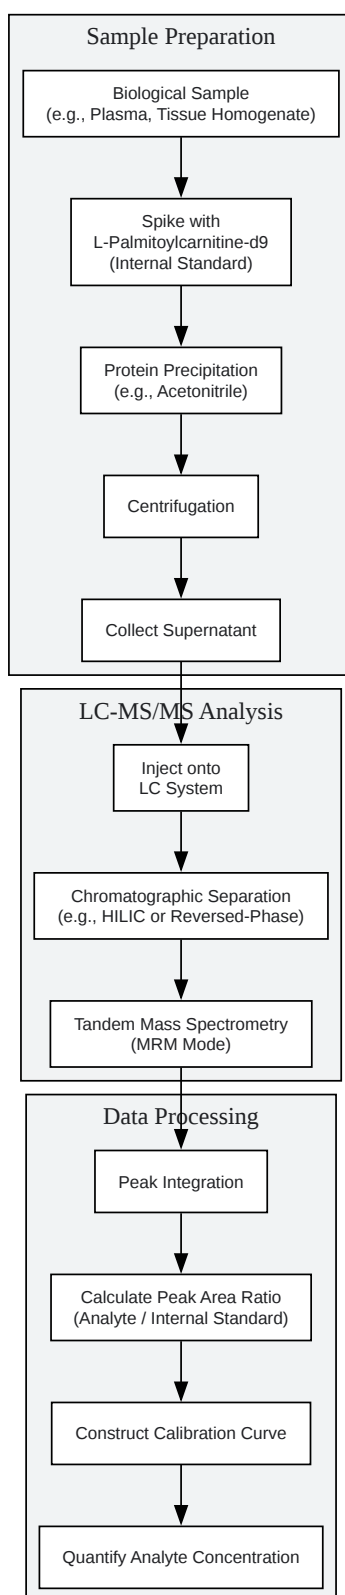 Sample Preparation
Biological Sample
(e.g., Plasma, Tissue Homogenate)
Spike with
L-Palmitoylcarnitine-d9
(Internal Standard)
Protein Precipitation
(e.g., Acetonitrile)
Centrifugation
Collect Supernatant
LC-MS/MS Analysis
Inject onto
LC System
Chromatographic Separation
(e.g., HILIC or Reversed-Phase)
Tandem Mass Spectrometry
(MRM Mode)
Data Processing
Peak Integration
Calculate Peak Area Ratio
(Analyte / Internal Standard)
Construct Calibration Curve
Quantify Analyte Concentration